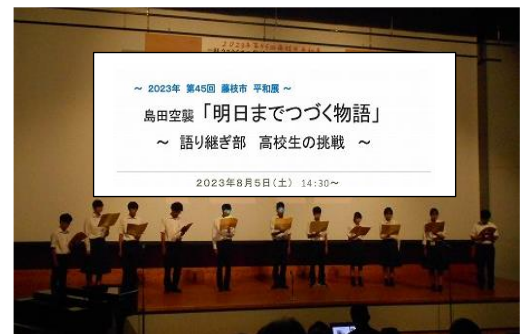 ~ 2023年 第45回 藤枝市 平和展 ~
島田空襲「明日までつづく物語」
~ 語り継ぎ部 高校生の挑戦 ~
2023年8月5日(土) 14:30~